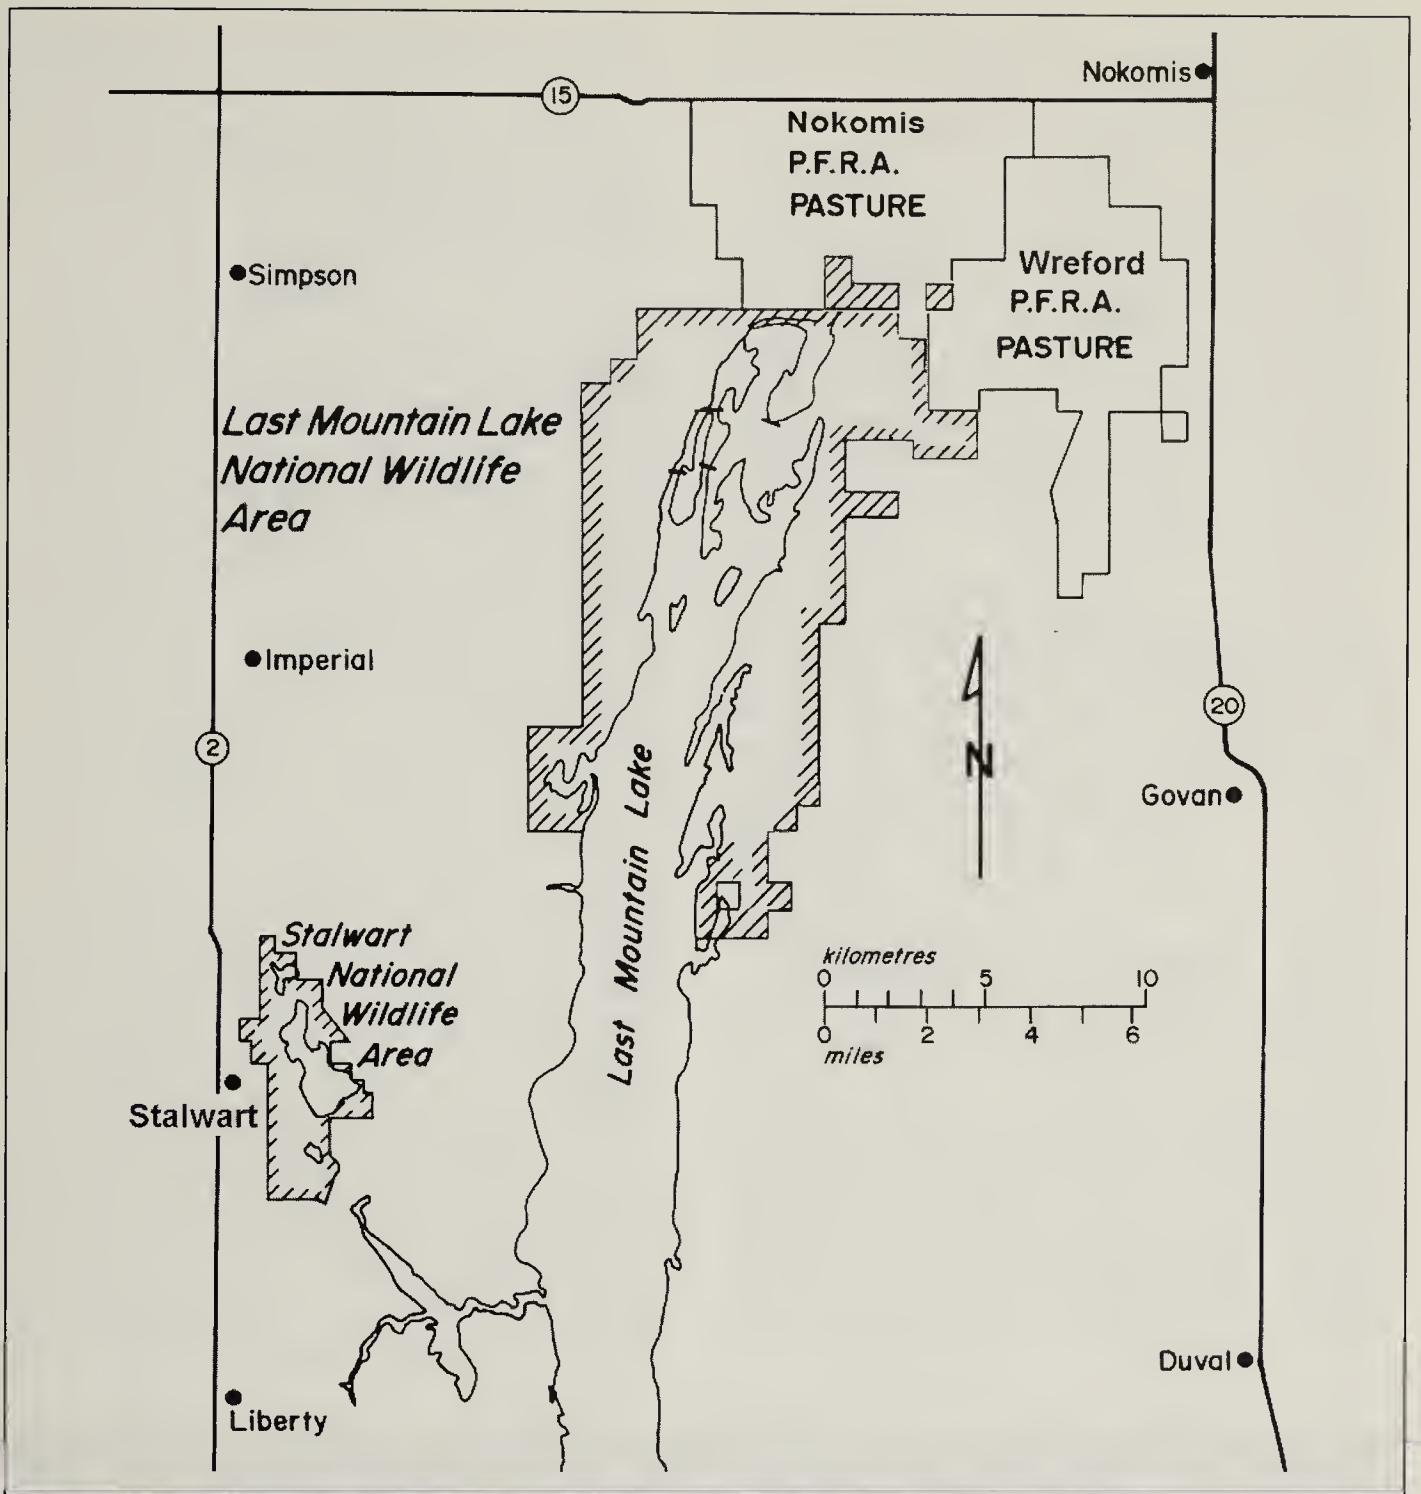 Nokomis
15
Nokomis
P.F.R.A.
PASTURE
Simpson
Wreford
P.F.R.A.
PASTURE
Last Mountain Lake
National Wildlife
Area
Imperial
20
2
N
Govan
Last Mountain Lake
Stalwart
National
Wildlife
Area
kilometres
0 5 10
0 2 4 6
miles
Stalwart
Duval
Liberty